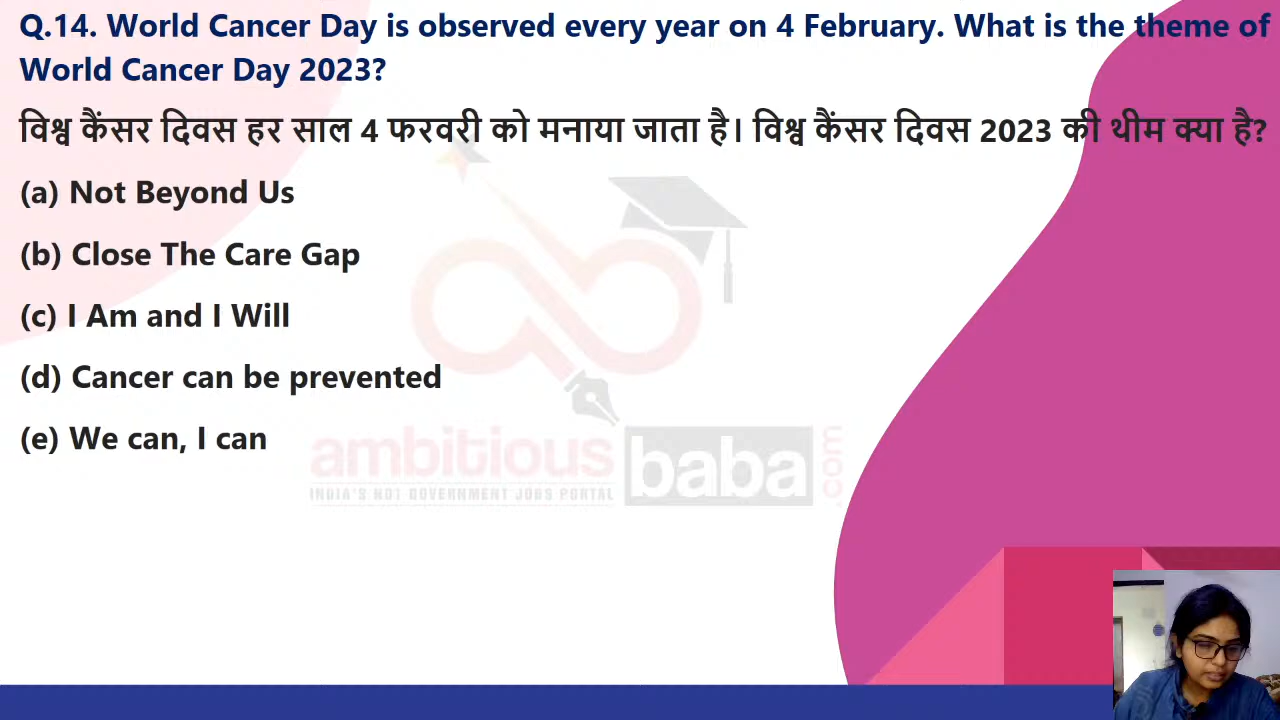 Q.14. World Cancer Day is observed every year on 4 February. What is the theme of
World Cancer Day 2023?
विश्व कैंसर दिवस हर साल 4 फरवरी को मनाया जाता है। विश्व कैंसर दिवस 2023 की थीम क्या है?
(a) Not Beyond Us
(b) Close The Care Gap
(c) I Am and I Will
(d) Cancer can be prevented
(e) We can, I can
ambitious baba .com
INDIA'S NO1 GOVERNMENT JOBS PORTAL